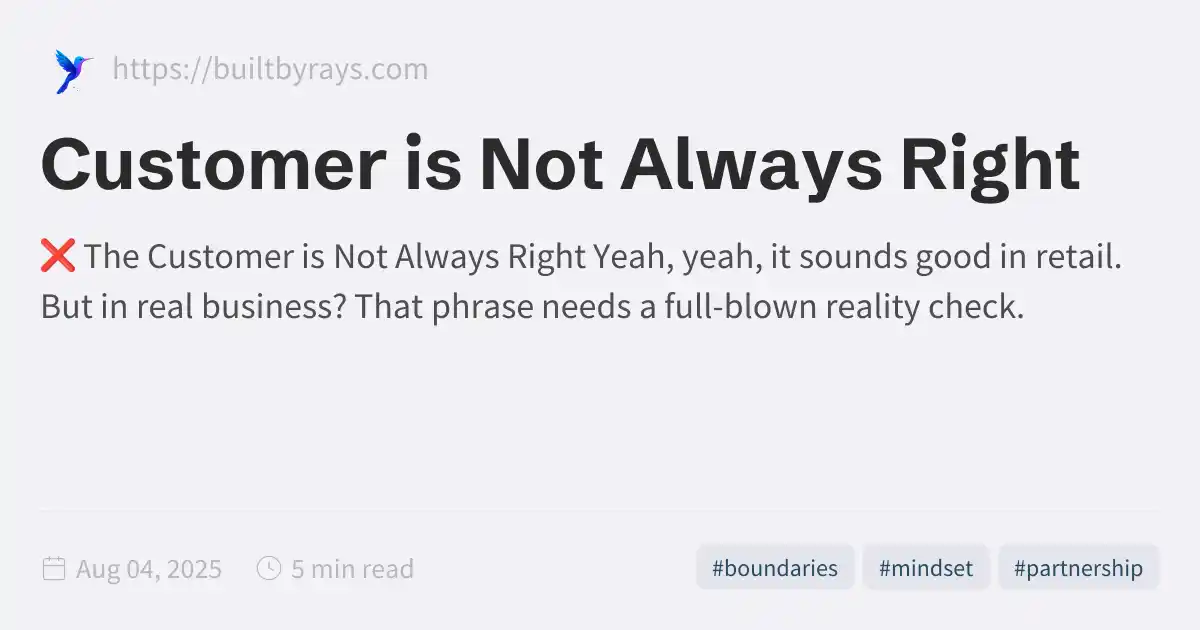 https://builtbyrays.com
Customer is Not Always Right
❌ The Customer is Not Always Right Yeah, yeah, it sounds good in retail.
But in real business? That phrase needs a full-blown reality check.
Aug 04, 2025 5 min read #boundaries #mindset #partnership